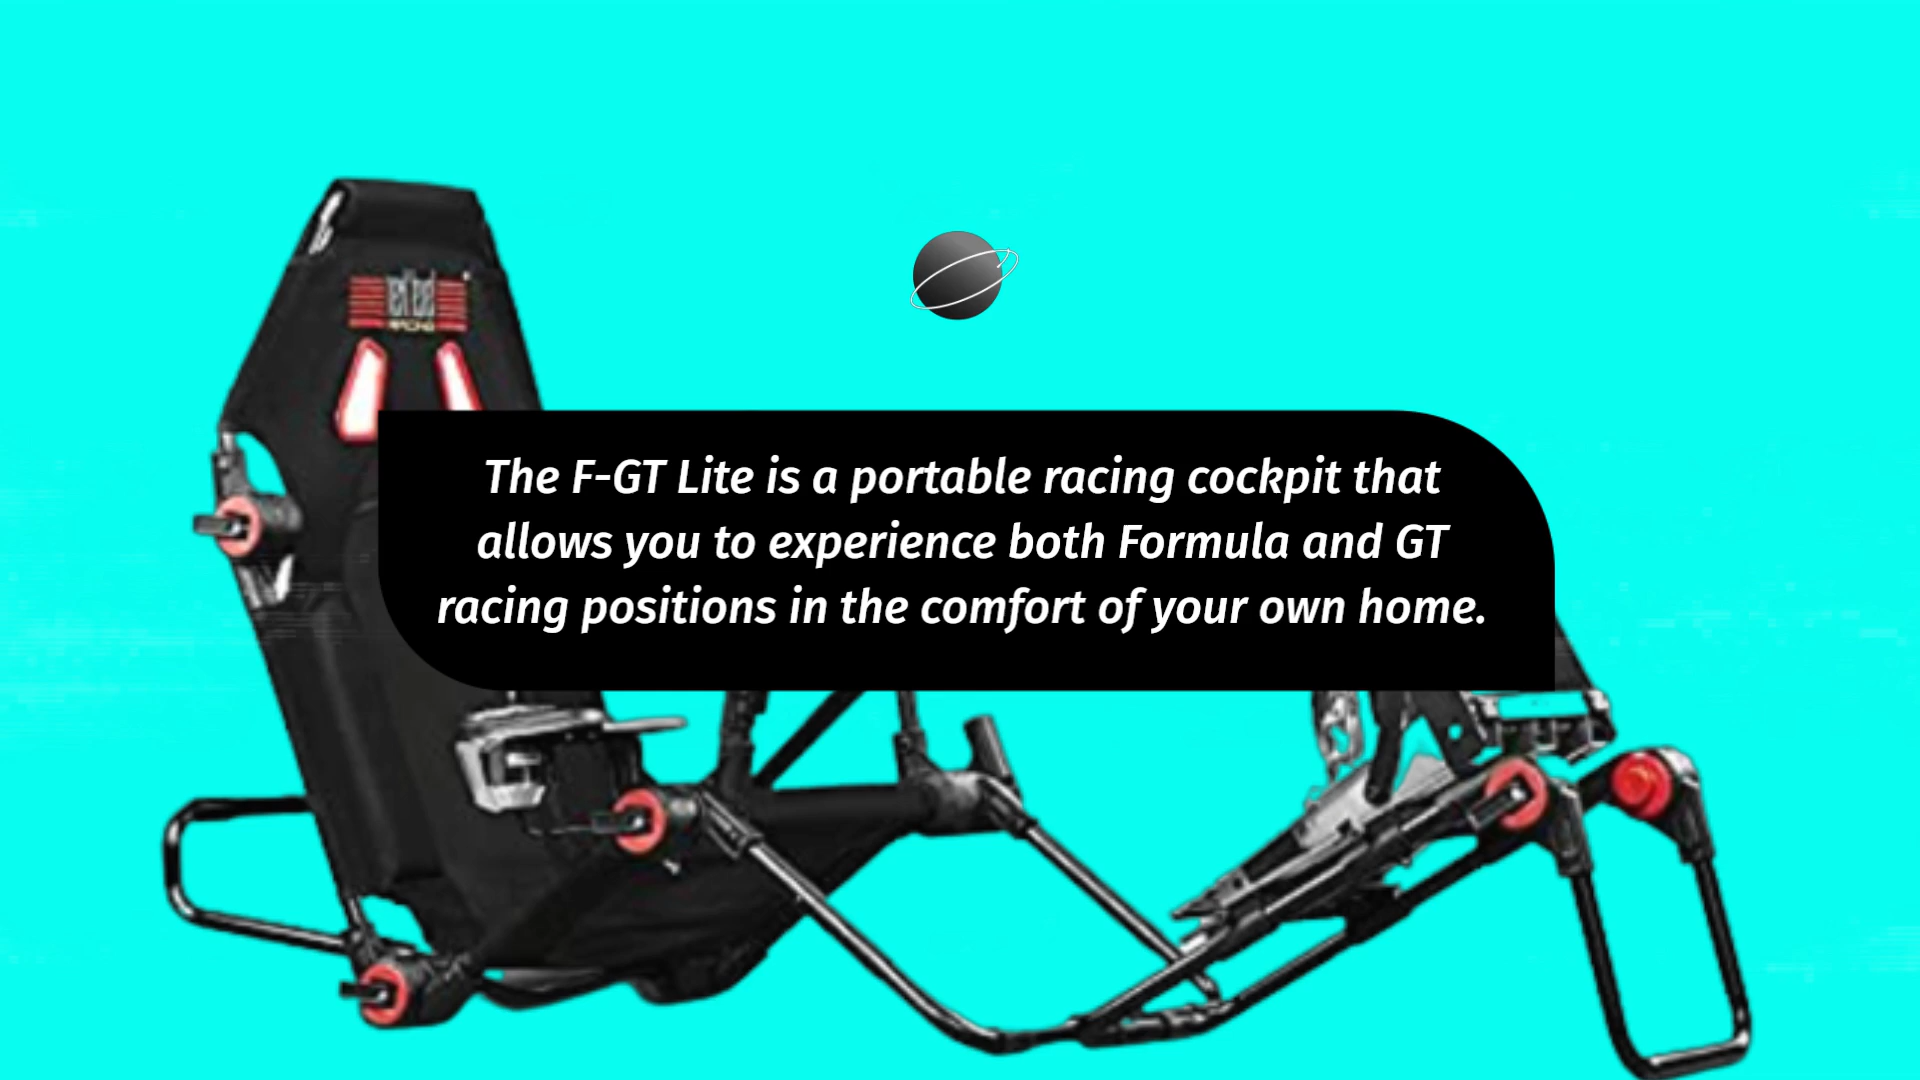 The F-GT Lite is a portable racing cockpit that
allows you to experience both Formula and GT
racing positions in the comfort of your own home.